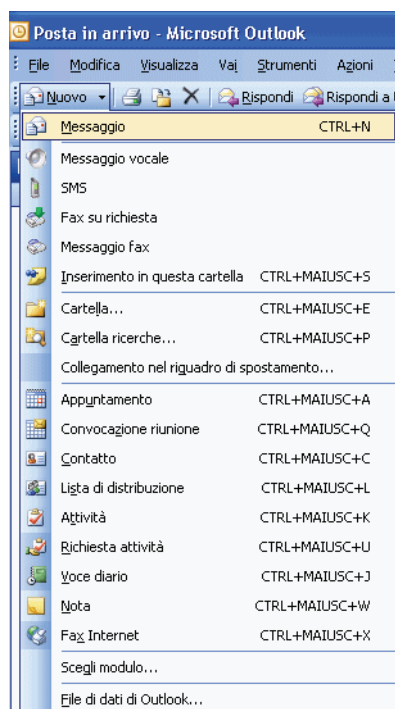 Posta in arrivo - Microsoft Outlook
File Modifica Visualizza Vai Strumenti Azioni
Nuovo Rispondi Rispondi a
Messaggio CTRL+N
Messaggio vocale
SMS
Fax su richiesta
Messaggio fax
Inserimento in questa cartella CTRL+MAIUSC+S
Cartella... CTRL+MAIUSC+E
Cartella ricerche... CTRL+MAIUSC+P
Collegamento nel riquadro di spostamento...
Appuntamento CTRL+MAIUSC+A
Convocazione riunione CTRL+MAIUSC+Q
Contatto CTRL+MAIUSC+C
Lista di distribuzione CTRL+MAIUSC+L
Attività CTRL+MAIUSC+K
Richiesta attività CTRL+MAIUSC+U
Voce diario CTRL+MAIUSC+J
Nota CTRL+MAIUSC+W
Fax Internet CTRL+MAIUSC+X
Scegli modulo...
File di dati di Outlook...